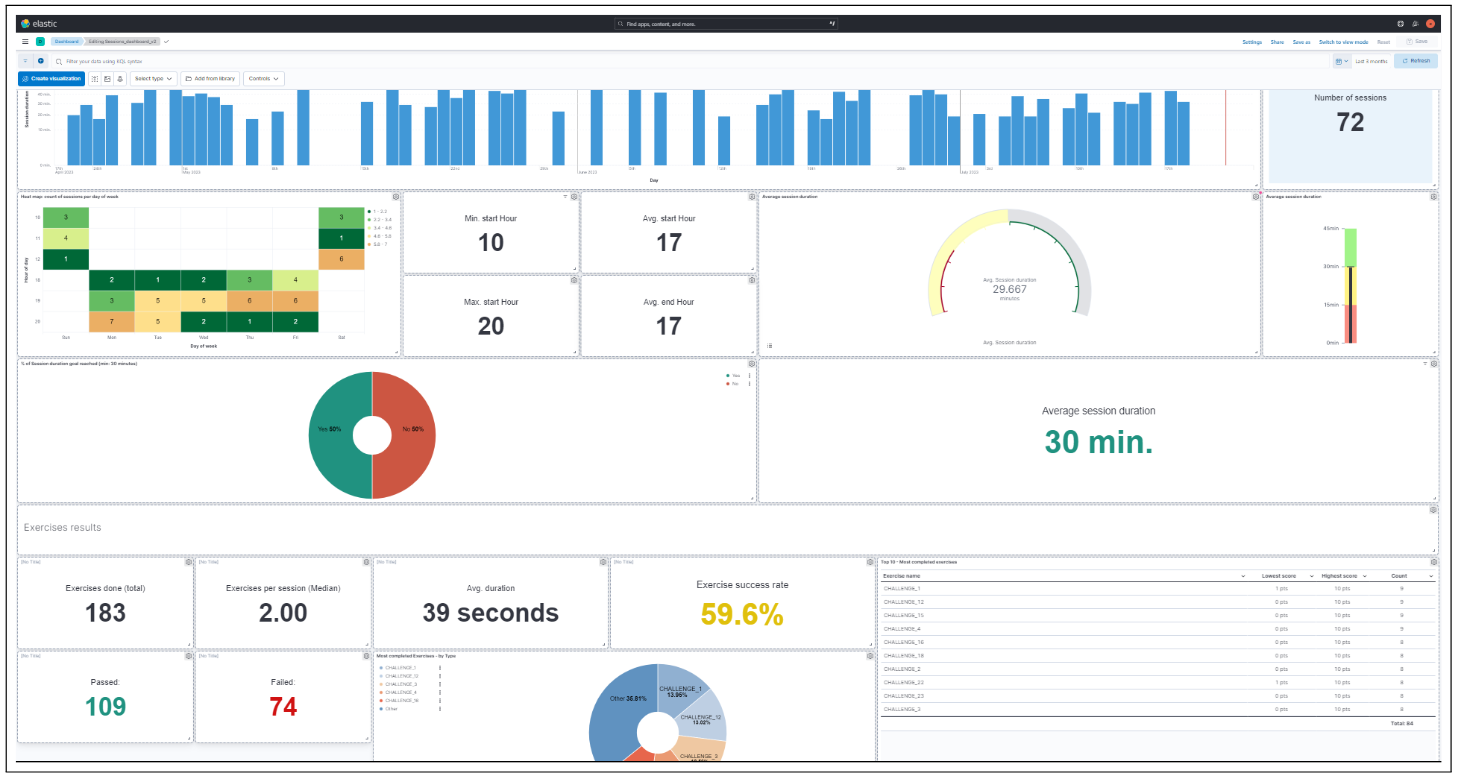 elastic
Find apps, content, and more.
Dashboard
Editing Sessions_dashboard_v2
Settings Share Save as Switch to view mode Reset Save
Filter your data using KQL syntax
Last 3 months Refresh
Create visualization Select type Add from library Controls
Session duration
0 min
April 2023
May 2023
June 2023
July 2023
Day
Number of sessions
72
Heat map: count of sessions per day of week
Hour of day
10 3 3
11 4 1
12 1 6
18 2 1 2 3 4
19 3 5 5 6 6
20 7 5 2 1 2
Sun Mon Tue Wed Thu Fri Sat
Day of week
1 - 2.2
2.2 - 3.4
3.4 - 4.6
4.6 - 5.8
5.8 - 7
Min. start Hour
10
Avg. start Hour
17
Max. start Hour
20
Avg. end Hour
17
Average session duration
Avg. Session duration
29.667
minutes
Avg. Session duration
Average session duration
45min
30min
15min
0min
% of Session duration goal reached (min: 30 minutes)
Yes
No
Yes 50%
No 50%
Average session duration
30 min.
Exercises results
[No Title]
Exercises done (total)
183
[No Title]
Exercises per session (Median)
2.00
[No Title]
Avg. duration
39 seconds
[No Title]
Exercise success rate
59.6%
[No Title]
Passed:
109
[No Title]
Failed:
74
Most completed Exercises - by Type
CHALLENGE_1
CHALLENGE_12
CHALLENGE_3
CHALLENGE_4
CHALLENGE_16
Other
Other 35.81%
CHALLENGE_1
13.95%
CHALLENGE_12
13.02%
CHALLENGE_3
Top 10 - Most completed exercises
Exercise name Lowest score Highest score Count
CHALLENGE_1 1 pts 10 pts 9
CHALLENGE_12 0 pts 10 pts 9
CHALLENGE_15 0 pts 10 pts 9
CHALLENGE_4 0 pts 10 pts 9
CHALLENGE_16 0 pts 10 pts 8
CHALLENGE_18 0 pts 10 pts 8
CHALLENGE_2 0 pts 10 pts 8
CHALLENGE_22 1 pts 10 pts 8
CHALLENGE_23 0 pts 10 pts 8
CHALLENGE_3 0 pts 10 pts 8
Total: 84